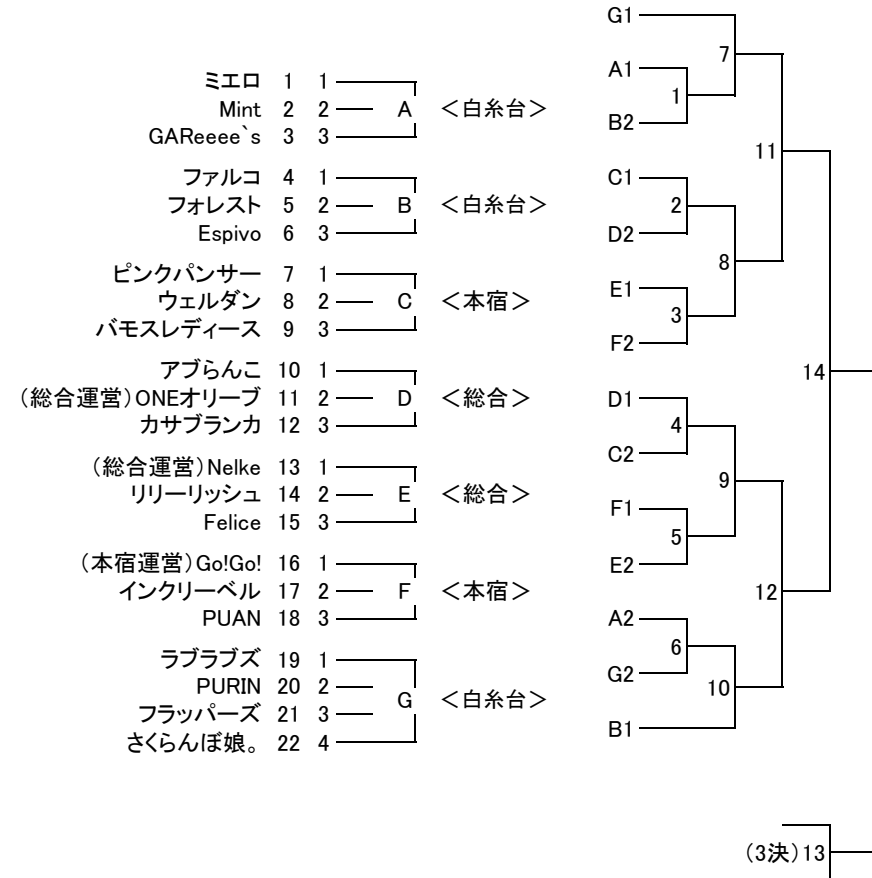 ミエロ 1 1
Mint 2 2 A <白糸台>
GAReeee`s 3 3
ファルコ 4 1
フォレスト 5 2 B <白糸台>
Espivo 6 3
ピンクパンサー 7 1
ウェルダン 8 2 C <本宿>
バモスレディース 9 3
アブらんこ 10 1
(総合運営)ONEオリーブ 11 2 D <総合>
カサブランカ 12 3
(総合運営)Nelke 13 1
リリーリッシュ 14 2 E <総合>
Felice 15 3
(本宿運営)Go!Go! 16 1
インクリーベル 17 2 F <本宿>
PUAN 18 3
ラブラブズ 19 1
PURIN 20 2
フラッパーズ 21 3 G <白糸台>
さくらんぼ娘。 22 4
G1
7
A1
1
B2
11
C1
2
D2
8
E1
3
F2
14
D1
4
C2
9
F1
5
E2
12
A2
6
G2
10
B1
(3決)13